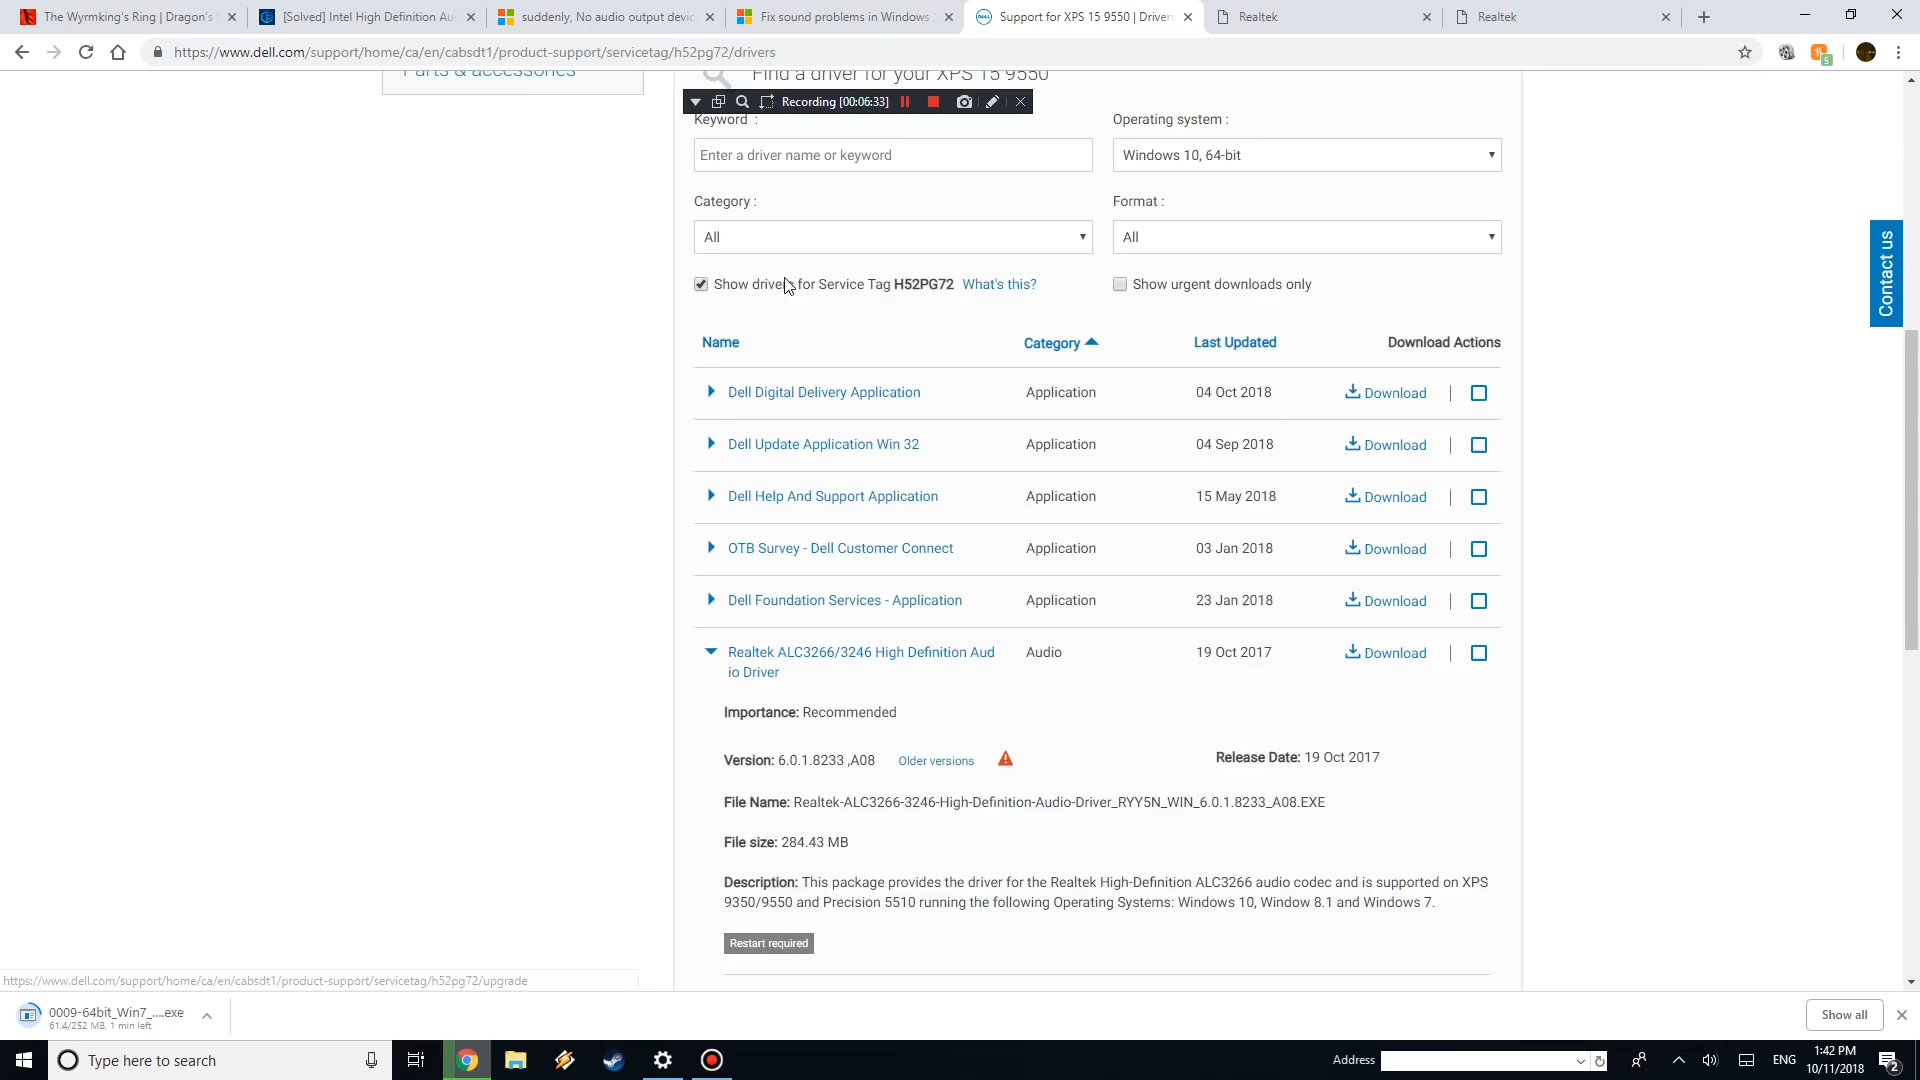 The Wyrmking's Ring | Dragon's
[Solved] Intel High Definition Au
suddenly, No audio output devi
Fix sound problems in Windows
Support for XPS 15 9550 | Drivers
Realtek
Realtek
https://www.dell.com/support/home/ca/en/cabsdt1/product-support/servicetag/h52pg72/drivers
5
Parts & accessories
Find a driver for your XPS 15 9550
Recording [00:06:33]
Keyword :
Operating system :
Enter a driver name or keyword
Windows 10, 64-bit
Category :
Format :
All
All
Show drivers for Service Tag H52PG72 What's this?
Show urgent downloads only
Contact us
Name Category Last Updated Download Actions
Dell Digital Delivery Application Application 04 Oct 2018 Download |
Dell Update Application Win 32 Application 04 Sep 2018 Download |
Dell Help And Support Application Application 15 May 2018 Download |
OTB Survey - Dell Customer Connect Application 03 Jan 2018 Download |
Dell Foundation Services - Application Application 23 Jan 2018 Download |
Realtek ALC3266/3246 High Definition Aud Audio 19 Oct 2017 Download |
io Driver
Importance: Recommended
Version: 6.0.1.8233 ,A08 Older versions Release Date: 19 Oct 2017
File Name: Realtek-ALC3266-3246-High-Definition-Audio-Driver_RYY5N_WIN_6.0.1.8233_A08.EXE
File size: 284.43 MB
Description: This package provides the driver for the Realtek High-Definition ALC3266 audio codec and is supported on XPS
9350/9550 and Precision 5510 running the following Operating Systems: Windows 10, Window 8.1 and Windows 7.
Restart required
https://www.dell.com/support/home/ca/en/cabsdt1/product-support/servicetag/h52pg72/upgrade
0009-64bit_Win7_....exe
61.4/252 MB, 1 min left
Show all
Type here to search
Address
ENG
1:42 PM
10/11/2018
2